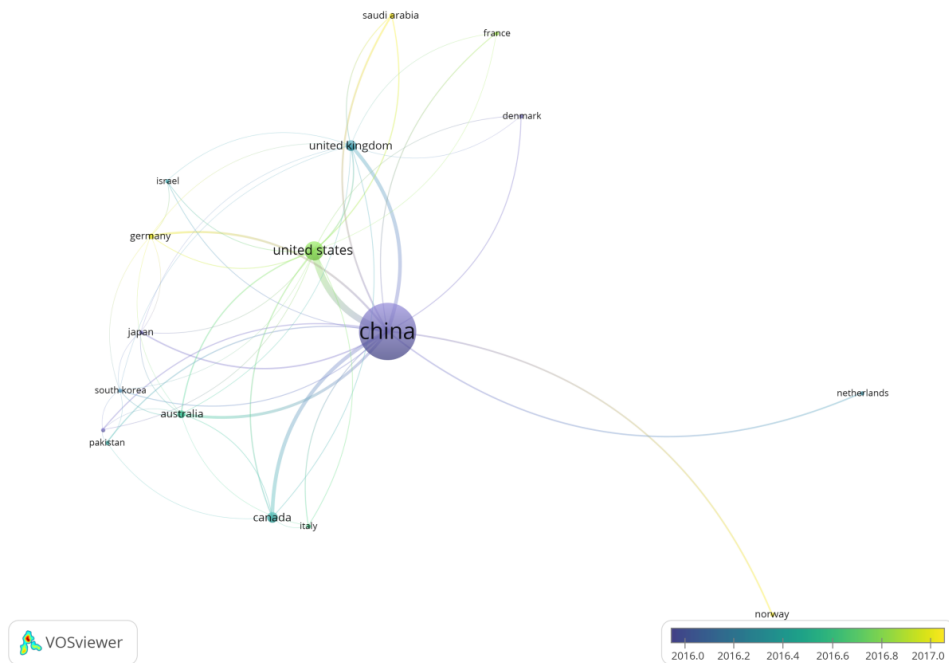 saudi arabia
france
denmark
united kingdom
israel
germany
united states
china
japan
south korea
netherlands
australia
pakistan
canada
italy
norway
VOSviewer
2016.0 2016.2 2016.4 2016.6 2016.8 2017.0